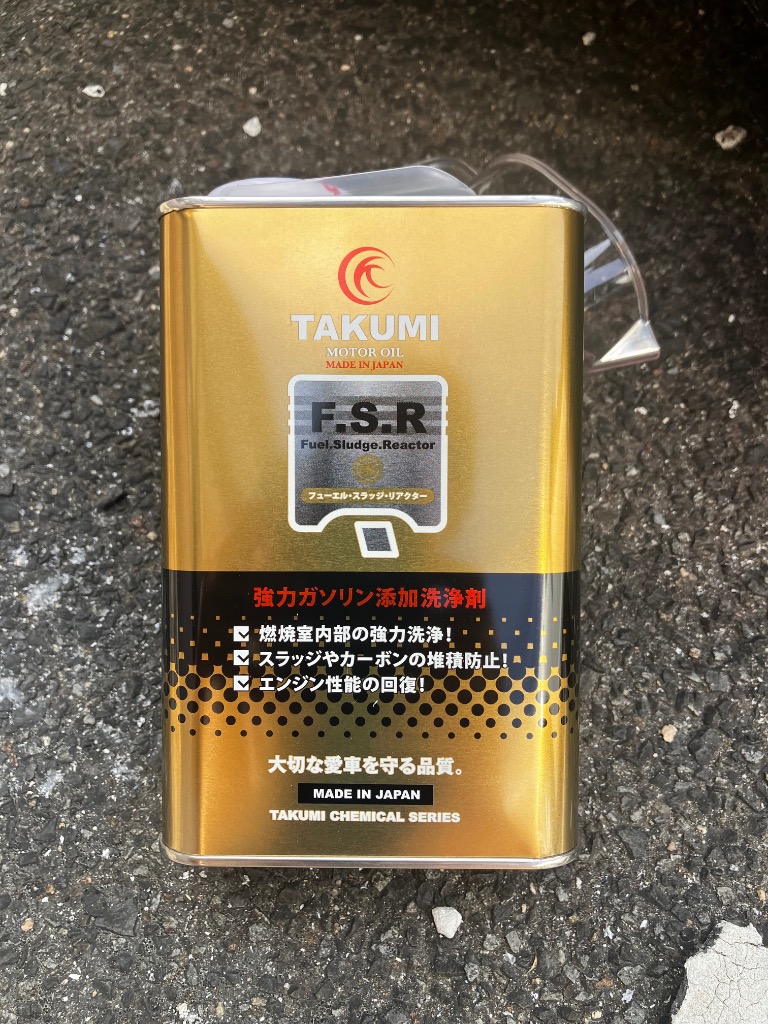 TAKUMI
MOTOR OIL
MADE IN JAPAN
F.S.R
Fuel.Sludge.Reactor
フューエル・スラッジ・リアクター
強力ガソリン添加洗浄剤
燃焼室内部の強力洗浄!
スラッジやカーボンの堆積防止!
エンジン性能の回復!
大切な愛車を守る品質。
MADE IN JAPAN
TAKUMI CHEMICAL SERIES